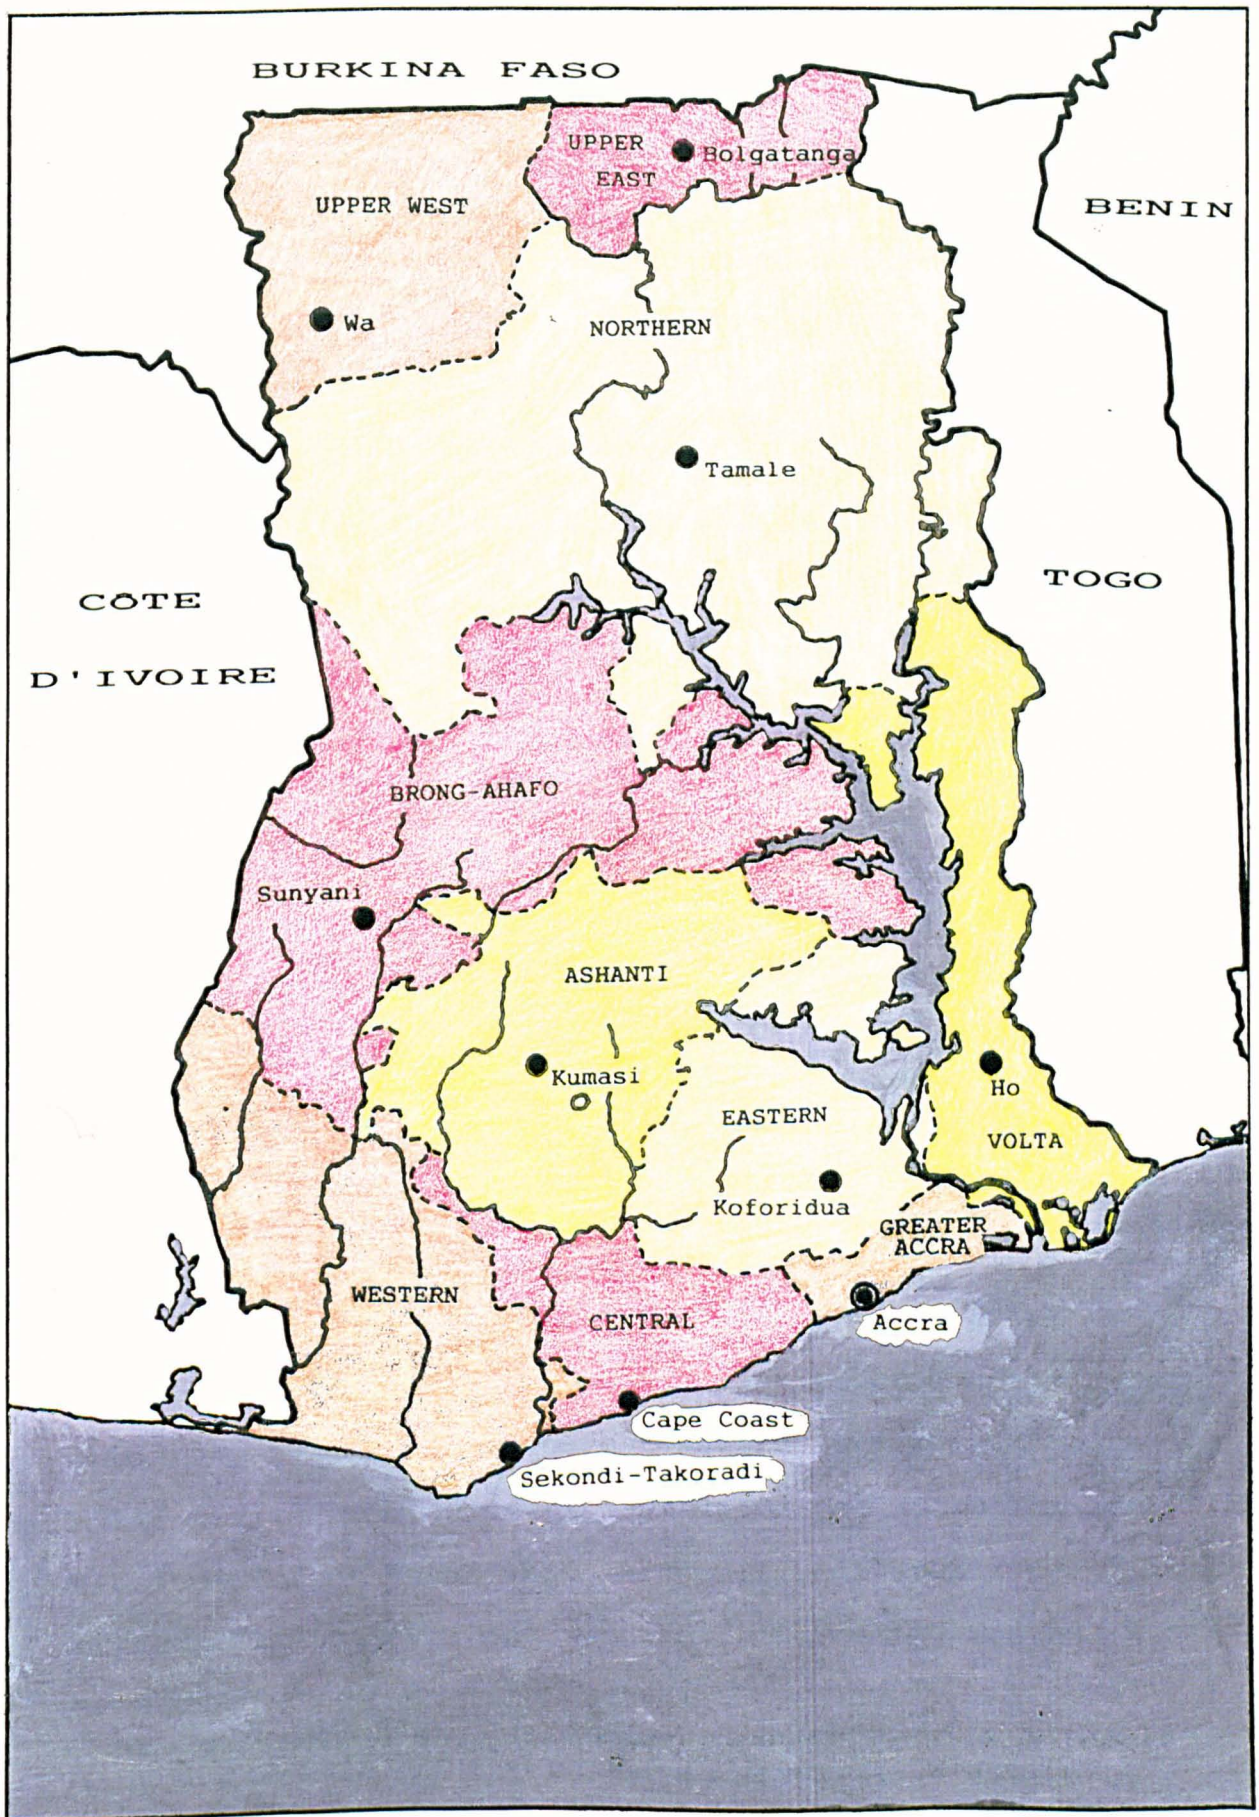 BURKINA FASO
UPPER
EAST
Bolgatanga
UPPER WEST
BENIN
Wa
NORTHERN
Tamale
TOGO
CÔTE
D'IVOIRE
BRONG-AHAFO
Sunyani
ASHANTI
Kumasi
Ho
EASTERN
VOLTA
Koforidua
GREATER
ACCRA
WESTERN
CENTRAL
Accra
Cape Coast
Sekondi-Takoradi